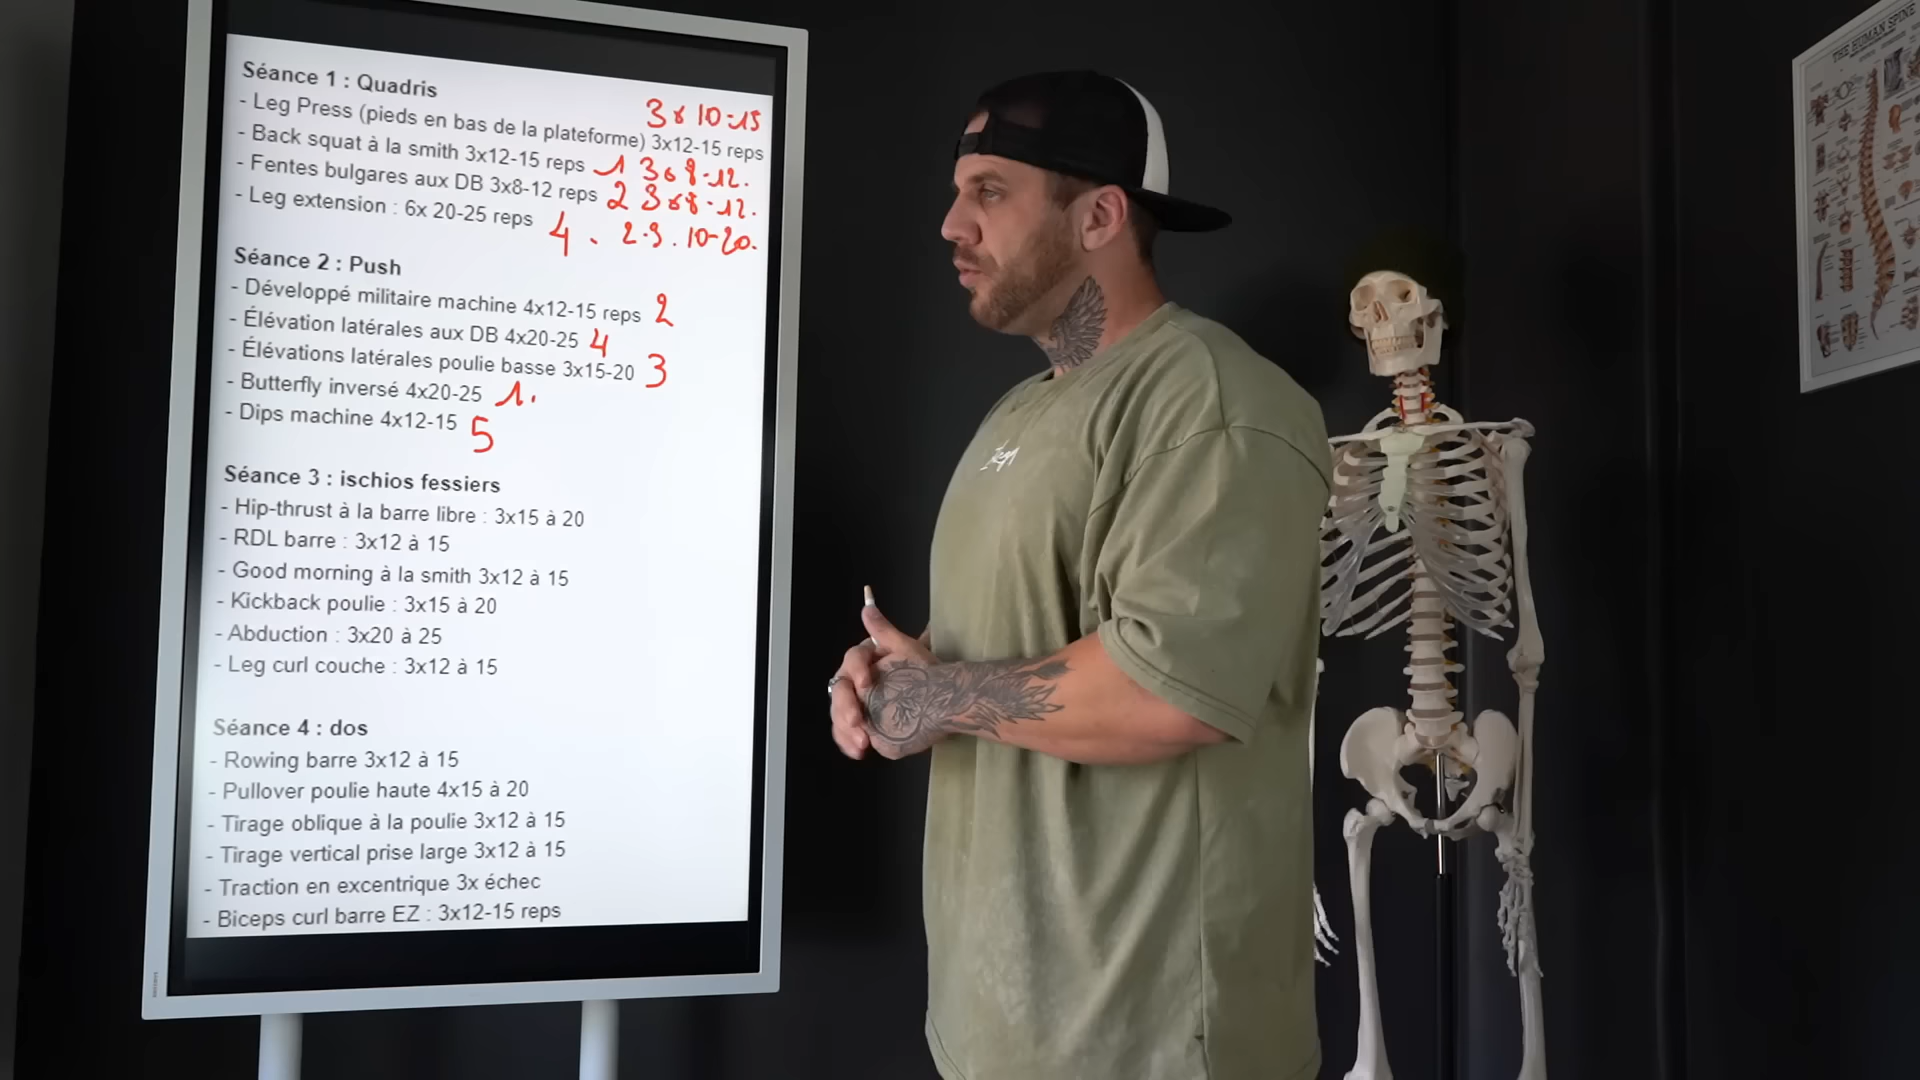 Séance 1 : Quadris
3 x 10-15
- Leg Press (pieds en bas de la plateforme) 3x12-15 reps
- Back squat à la smith 3x12-15 reps 1 3x8-12.
- Fentes bulgares aux DB 3x8-12 reps 2 3x8-12.
- Leg extension : 6x 20-25 reps 4. 2-3. 10-20.
Séance 2 : Push
- Développé militaire machine 4x12-15 reps 2
- Élévation latérales aux DB 4x20-25 4
- Élévations latérales poulie basse 3x15-20 3
- Butterfly inversé 4x20-25 1.
- Dips machine 4x12-15 5
Séance 3 : ischios fessiers
- Hip-thrust à la barre libre : 3x15 à 20
- RDL barre : 3x12 à 15
- Good morning à la smith 3x12 à 15
- Kickback poulie : 3x15 à 20
- Abduction : 3x20 à 25
- Leg curl couche : 3x12 à 15
Séance 4 : dos
- Rowing barre 3x12 à 15
- Pullover poulie haute 4x15 à 20
- Tirage oblique à la poulie 3x12 à 15
- Tirage vertical prise large 3x12 à 15
- Traction en excentrique 3x échec
- Biceps curl barre EZ : 3x12-15 reps
THE HUMAN SPINE